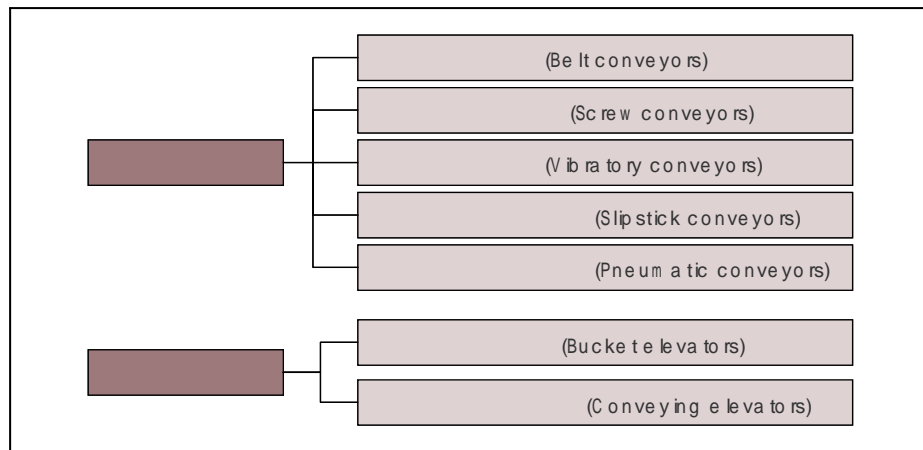 (Belt conveyors)
(Screw conveyors)
(Vibratory conveyors)
(Slipstick conveyors)
(Pneumatic conveyors)
(Bucket elevators)
(Conveying elevators)